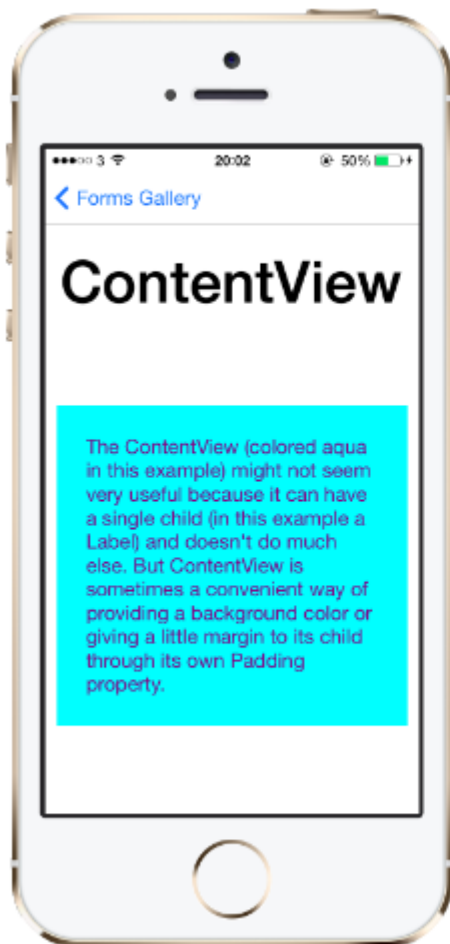 3 20:02 50%
Forms Gallery
ContentView
The ContentView (colored aqua
in this example) might not seem
very useful because it can have
a single child (in this example a
Label) and doesn't do much
else. But ContentView is
sometimes a convenient way of
providing a background color or
giving a little margin to its child
through its own Padding
property.